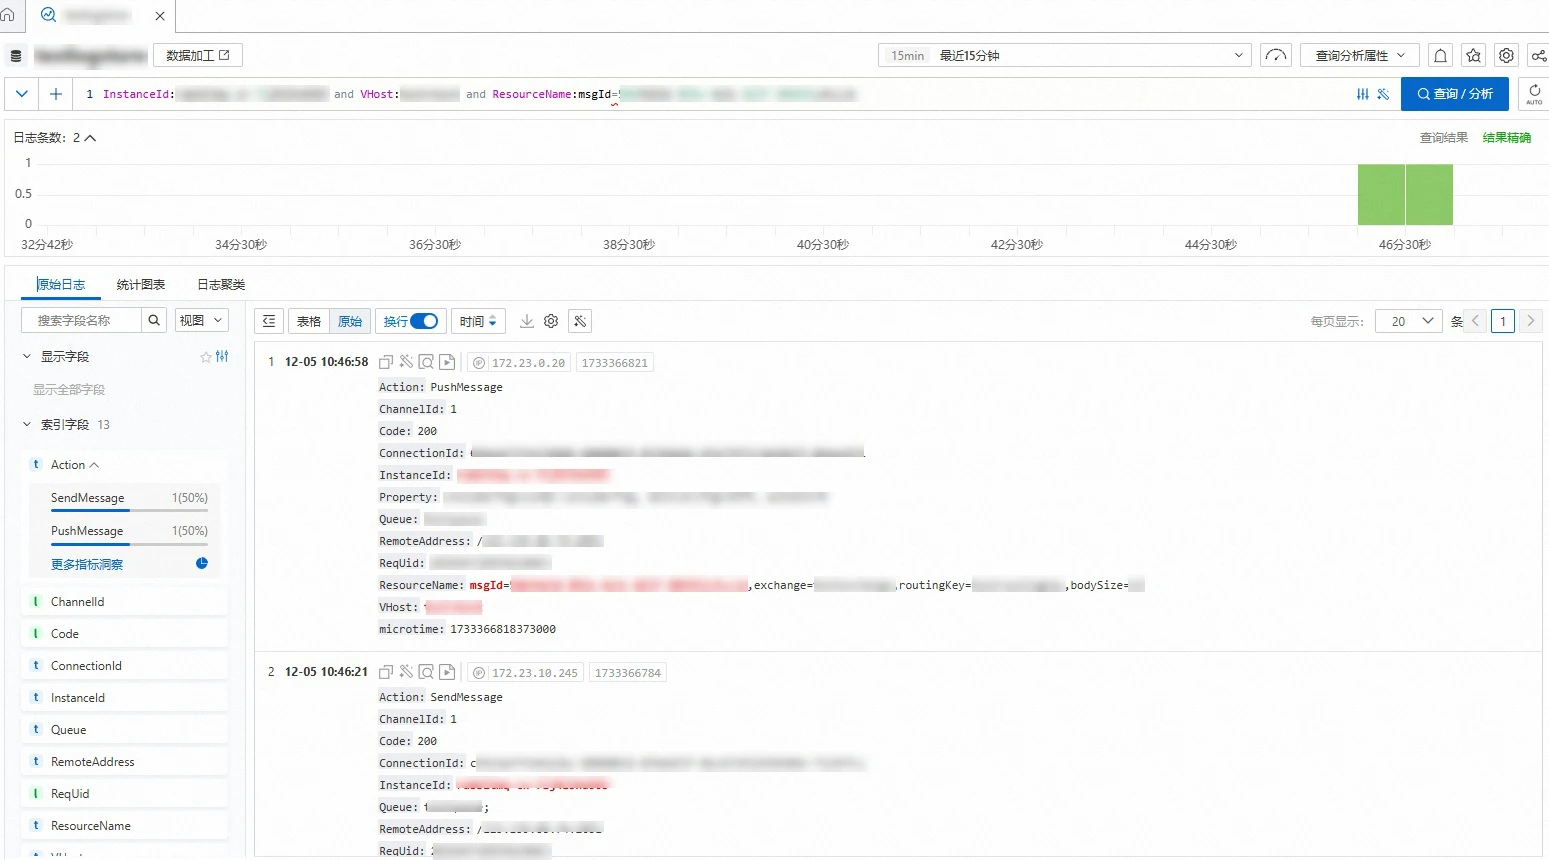 数据加工
15min 最近15分钟
查询分析属性
1 InstanceId: and VHost: and ResourceName:msgId=
查询 / 分析
AUTO
日志条数: 2
查询结果 结果精确
1
0.5
0
32分42秒 34分30秒 36分30秒 38分30秒 40分30秒 42分30秒 44分30秒 46分30秒
原始日志 统计图表 日志聚类
搜索字段名称 视图
表格 原始 换行 时间
每页显示: 20 条 1
显示字段
显示全部字段
索引字段 13
t Action
SendMessage 1(50%)
PushMessage 1(50%)
更多指标洞察
l ChannelId
l Code
t ConnectionId
t InstanceId
t Queue
t RemoteAddress
l ReqUid
t ResourceName
1 12-05 10:46:58 IP 172.23.0.20 1733366821
Action: PushMessage
ChannelId: 1
Code: 200
ConnectionId:
InstanceId:
Property:
Queue:
RemoteAddress: /
ReqUid:
ResourceName: msgId= ,exchange= ,routingKey= ,bodySize=
VHost:
microtime: 1733366818373000
2 12-05 10:46:21 IP 172.23.10.245 1733366784
Action: SendMessage
ChannelId: 1
Code: 200
ConnectionId: c
InstanceId:
Queue: t ;
RemoteAddress: /
ReqUid: 2